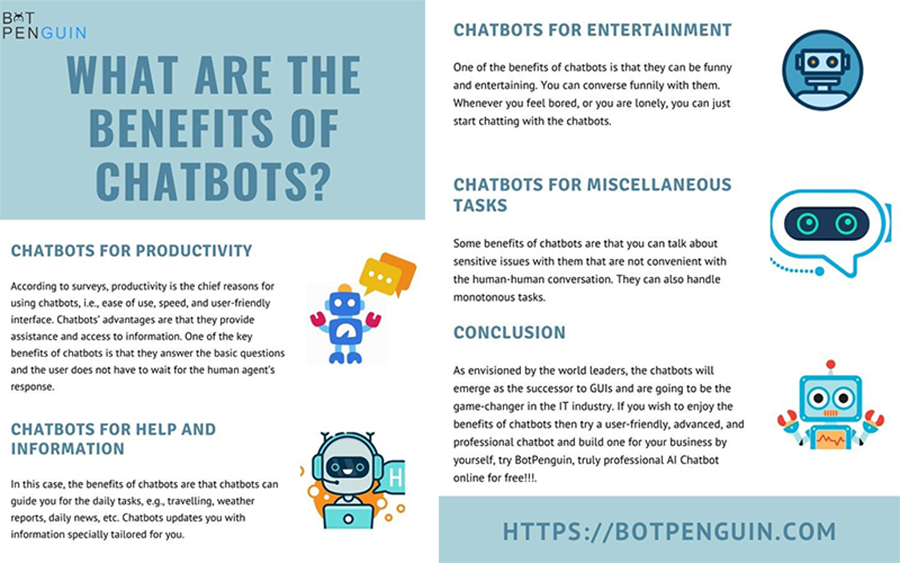 BOT
PENGUIN
WHAT ARE THE
BENEFITS OF
CHATBOTS?
CHATBOTS FOR PRODUCTIVITY
According to surveys, productivity is the chief reasons for
using chatbots, i.e., ease of use, speed, and user-friendly
interface. Chatbots' advantages are that they provide
assistance and access to information. One of the key
benefits of chatbots is that they answer the basic questions
and the user does not have to wait for the human agent's
response.
CHATBOTS FOR HELP AND
INFORMATION
In this case, the benefits of chatbots are that chatbots can
guide you for the daily tasks, e.g., travelling, weather
reports, daily news, etc. Chatbots updates you with
information specially tailored for you.
H
CHATBOTS FOR ENTERTAINMENT
One of the benefits of chatbots is that they can be funny
and entertaining. You can converse funnily with them.
Whenever you feel bored, or you are lonely, you can just
start chatting with the chatbots.
CHATBOTS FOR MISCELLANEOUS
TASKS
Some benefits of chatbots are that you can talk about
sensitive issues with them that are not convenient with
the human-human conversation. They can also handle
monotonous tasks.
CONCLUSION
As envisioned by the world leaders, the chatbots will
emerge as the successor to GUIs and are going to be the
game-changer in the IT industry. If you wish to enjoy the
benefits of chatbots then try a user-friendly, advanced, and
professional chatbot and build one for your business by
yourself, try BotPenguin, truly professional AI Chatbot
online for free!!!.
HTTPS://BOTPENGUIN.COM